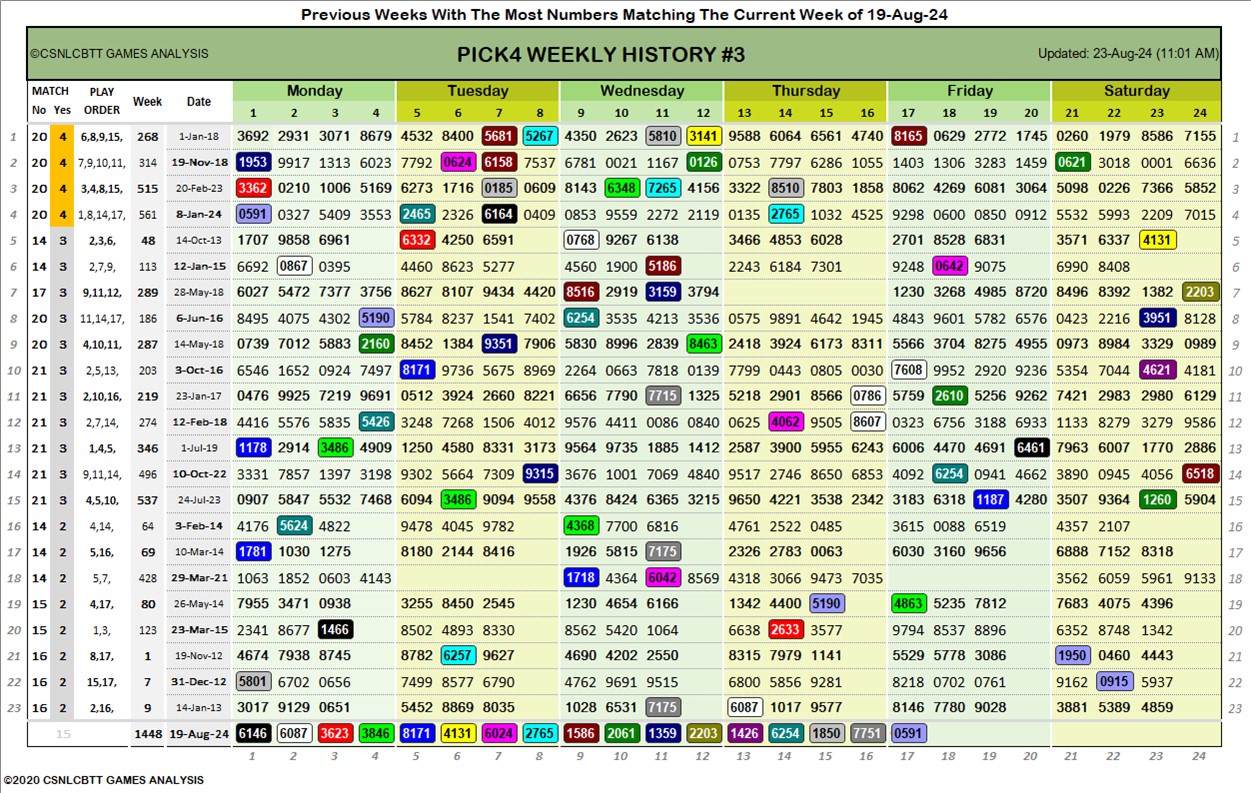 Previous Weeks With The Most Numbers Matching The Current Week of 19-Aug-24
©CSNLCBTT GAMES ANALYSIS PICK4 WEEKLY HISTORY #3 Updated: 23-Aug-24 (11:01 AM)
MATCH PLAY Week Date Monday Tuesday Wednesday Thursday Friday Saturday
No Yes ORDER 1 2 3 4 5 6 7 8 9 10 11 12 13 14 15 16 17 18 19 20 21 22 23 24
1 20 4 6,8,9,15, 268 1-Jan-18 3692 2931 3071 8679 4532 8400 5681 5267 4350 2623 5810 3141 9588 6064 6561 4740 8165 0629 2772 1745 0260 1979 8586 7155 1
2 20 4 7,9,10,11, 314 19-Nov-18 1953 9917 1313 6023 7792 0624 6158 7537 6781 0021 1167 0126 0753 7797 6286 1055 1403 1306 3283 1459 0621 3018 0001 6636 2
3 20 4 3,4,8,15, 515 20-Feb-23 3362 0210 1006 5169 6273 1716 0185 0609 8143 6348 7265 4156 3322 8510 7803 1858 8062 4269 6081 3064 5098 0226 7366 5852 3
4 20 4 1,8,14,17, 561 8-Jan-24 0591 0327 5409 3553 2465 2326 6164 0409 0853 9559 2272 2119 0135 2765 1032 4525 9298 0600 0850 0912 5532 5993 2209 7015 4
5 14 3 2,3,6, 48 14-Oct-13 1707 9858 6961 6332 4250 6591 0768 9267 6138 3466 4853 6028 2701 8528 6831 3571 6337 4131 5
6 14 3 2,7,9, 113 12-Jan-15 6692 0867 0395 4460 8623 5277 4560 1900 5186 2243 6184 7301 9248 0642 9075 6990 8408 6
7 17 3 9,11,12, 289 28-May-18 6027 5472 7377 3756 8627 8107 9434 4420 8516 2919 3159 3794 1230 3268 4985 8720 8496 8392 1382 2203 7
8 20 3 11,14,17, 186 6-Jun-16 8495 4075 4302 5190 5784 8237 1541 7402 6254 3535 4213 3536 0575 9891 4642 1945 4843 9601 5782 6576 0423 2216 3951 8128 8
9 20 3 4,10,11, 287 14-May-18 0739 7012 5883 2160 8452 1384 9351 7906 5830 8996 2839 8463 2418 3924 6173 8311 5566 3704 8275 4955 0973 8984 3329 0989 9
10 21 3 2,5,13, 203 3-Oct-16 6546 1652 0924 7497 8171 9736 5675 8969 2264 0663 7818 0139 7799 0443 0805 0030 7608 9952 2920 9236 5354 7044 4621 4181 10
11 21 3 2,10,16, 219 23-Jan-17 0476 9925 7219 9691 0512 3924 2660 8221 6656 7790 7715 1325 5218 2901 8566 0786 5759 2610 5256 9262 7421 2983 2980 6129 11
12 21 3 2,7,14, 274 12-Feb-18 4416 5576 5835 5426 3248 7268 1506 4012 9576 4411 0086 0840 0625 4062 9505 8607 0323 6756 3188 6933 1133 8279 3279 9586 12
13 21 3 1,4,5, 346 1-Jul-19 1178 2914 3486 4909 1250 4580 8331 3173 9564 9735 1881 1412 2587 3900 5955 6243 6006 4470 4691 6461 7963 6007 1770 2886 13
14 21 3 9,11,14, 496 10-Oct-22 3331 7857 1397 3198 9302 5664 7309 9315 3676 1001 7069 4840 9517 2746 8650 6853 4092 6254 0941 4662 3890 0945 4056 6518 14
15 21 3 4,5,10, 537 24-Jul-23 0907 5847 5532 7468 6094 3486 9094 9558 4376 8424 6365 3215 9650 4221 3538 2342 3183 6318 1187 4280 3507 9364 1260 5904 15
16 14 2 4,14, 64 3-Feb-14 4176 5624 4822 9478 4045 9782 4368 7700 6816 4761 2522 0485 3615 0088 6519 4357 2107 16
17 14 2 5,16, 69 10-Mar-14 1781 1030 1275 8180 2144 8416 1926 5815 7175 2326 2783 0063 6030 3160 9656 6888 7152 8318 17
18 14 2 5,7, 428 29-Mar-21 1063 1852 0603 4143 1718 4364 6042 8569 4318 3066 9473 7035 3562 6059 5961 9133 18
19 15 2 4,17, 80 26-May-14 7955 3471 0938 3255 8450 2545 1230 4654 6166 1342 4400 5190 4863 5235 7812 7683 4075 4396 19
20 15 2 1,3, 123 23-Mar-15 2341 8677 1466 8502 4893 8330 8562 5420 1064 6638 2633 3577 9794 8537 8896 6352 8748 1342 20
21 16 2 8,17, 1 19-Nov-12 4674 7938 8745 8782 6257 9627 4690 4202 2550 8315 7979 1141 5529 5778 3086 1950 0460 4443 21
22 16 2 15,17, 7 31-Dec-12 5801 6702 0656 7499 8577 6790 4762 9691 9515 6800 5856 9281 8218 0702 0761 9162 0915 5937 22
23 16 2 2,16, 9 14-Jan-13 3017 9129 0651 5452 8869 8035 1028 6531 7175 6087 1017 9577 8146 7780 9028 3881 5389 4859 23
15 1448 19-Aug-24 6146 6087 3623 3846 8171 4131 6024 2765 1586 2061 1359 2203 1426 6254 1850 7751 0591
1 2 3 4 5 6 7 8 9 10 11 12 13 14 15 16 17 18 19 20 21 22 23 24
©2020 CSNLCBTT GAMES ANALYSIS